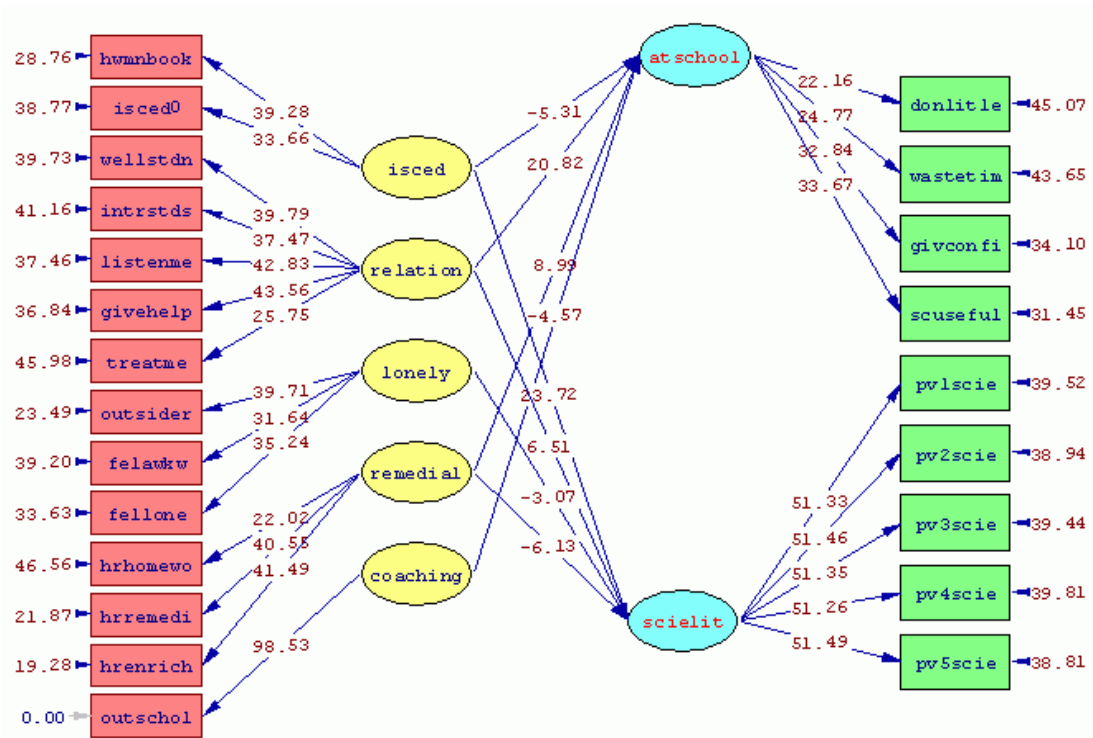 28.76
hwmnbook
38.77
isced0
39.73
wellstdn
41.16
intrstds
37.46
listenme
36.84
givehelp
45.98
treatme
23.49
outsider
39.20
felawkw
33.63
fellone
46.56
hrhomewo
21.87
hrremedi
19.28
hrenrich
0.00
outschol
39.28
33.66
39.79
37.47
42.83
43.56
25.75
39.71
31.64
35.24
22.02
40.55
41.49
98.53
isced
relation
lonely
remedial
coaching
-5.31
20.82
8.99
-4.57
23.72
6.51
-3.07
-6.13
atschool
scielit
22.16
24.77
32.84
33.67
51.33
51.46
51.35
51.26
51.49
donlitle
45.07
wastetim
43.65
givconfi
34.10
scuseful
31.45
pv1scie
39.52
pv2scie
38.94
pv3scie
39.44
pv4scie
39.81
pv5scie
38.81